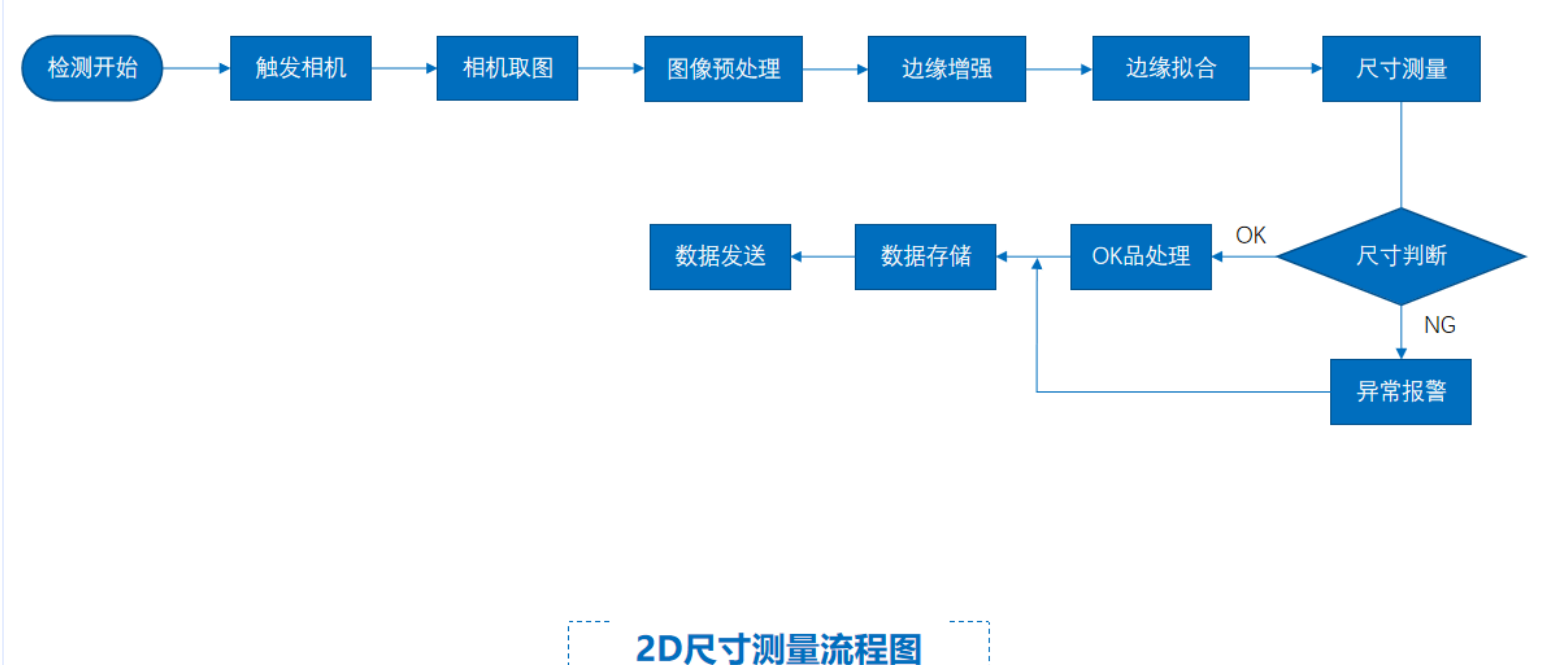 检测开始
触发相机
相机取图
图像预处理
边缘增强
边缘拟合
尺寸测量
数据发送
数据存储
OK品处理
OK
尺寸判断
NG
异常报警
2D尺寸测量流程图